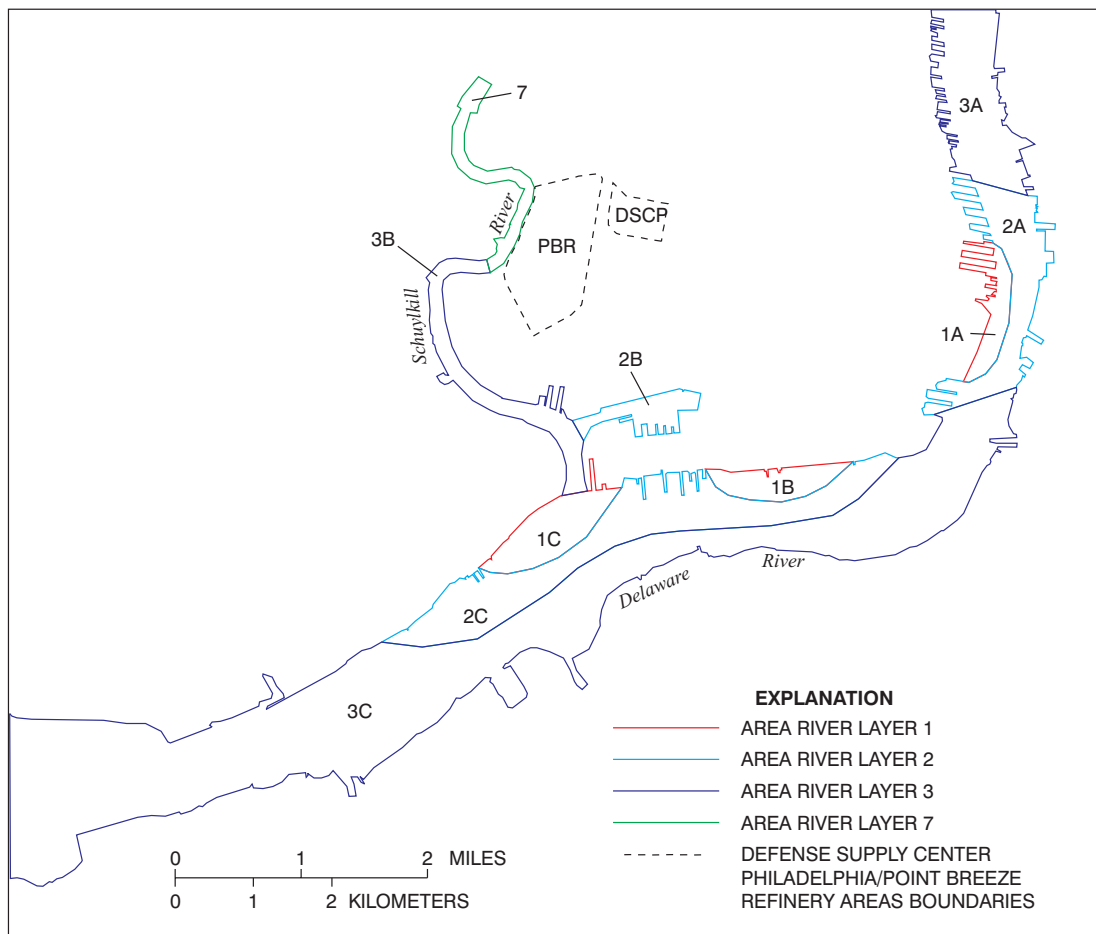 3A
7
DSCP
River
2A
3B
PBR
Schuylkill
1A
2B
1B
1C
River
Delaware
2C
3C
EXPLANATION
AREA RIVER LAYER 1
AREA RIVER LAYER 2
AREA RIVER LAYER 3
AREA RIVER LAYER 7
DEFENSE SUPPLY CENTER
PHILADELPHIA/POINT BREEZE
REFINERY AREAS BOUNDARIES
0 1 2 MILES
0 1 2 KILOMETERS